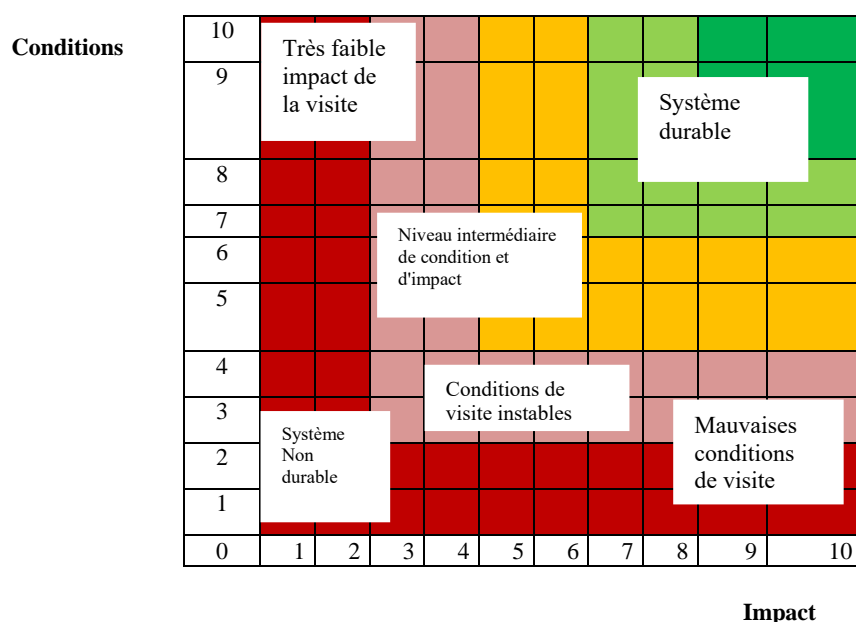 Conditions
10
Très faible
impact de
la visite
9
Système
durable
8
7
Niveau intermédiaire
de condition et
d'impact
6
5
4
Conditions de
visite instables
3
Mauvaises
conditions
de visite
Système
Non
durable
2
1
0 1 2 3 4 5 6 7 8 9 10
Impact